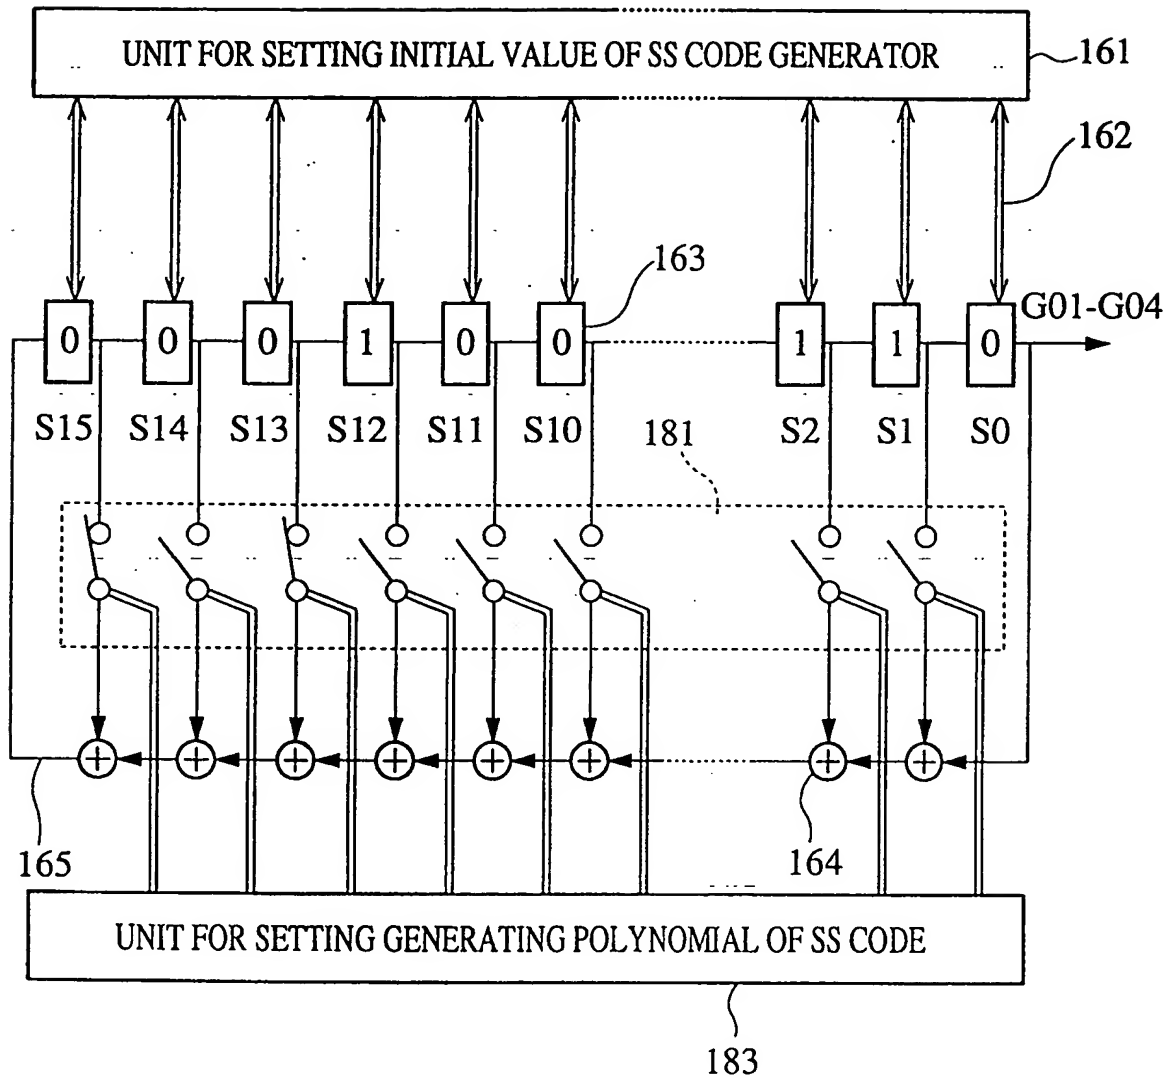 UNIT FOR SETTING INITIAL VALUE OF SS CODE GENERATOR
161
162
163
G01-G04
0 0 0 1 0 0 1 1 0
S15 S14 S13 S12 S11 S10 S2 S1 S0
181
165
164
UNIT FOR SETTING GENERATING POLYNOMIAL OF SS CODE
183